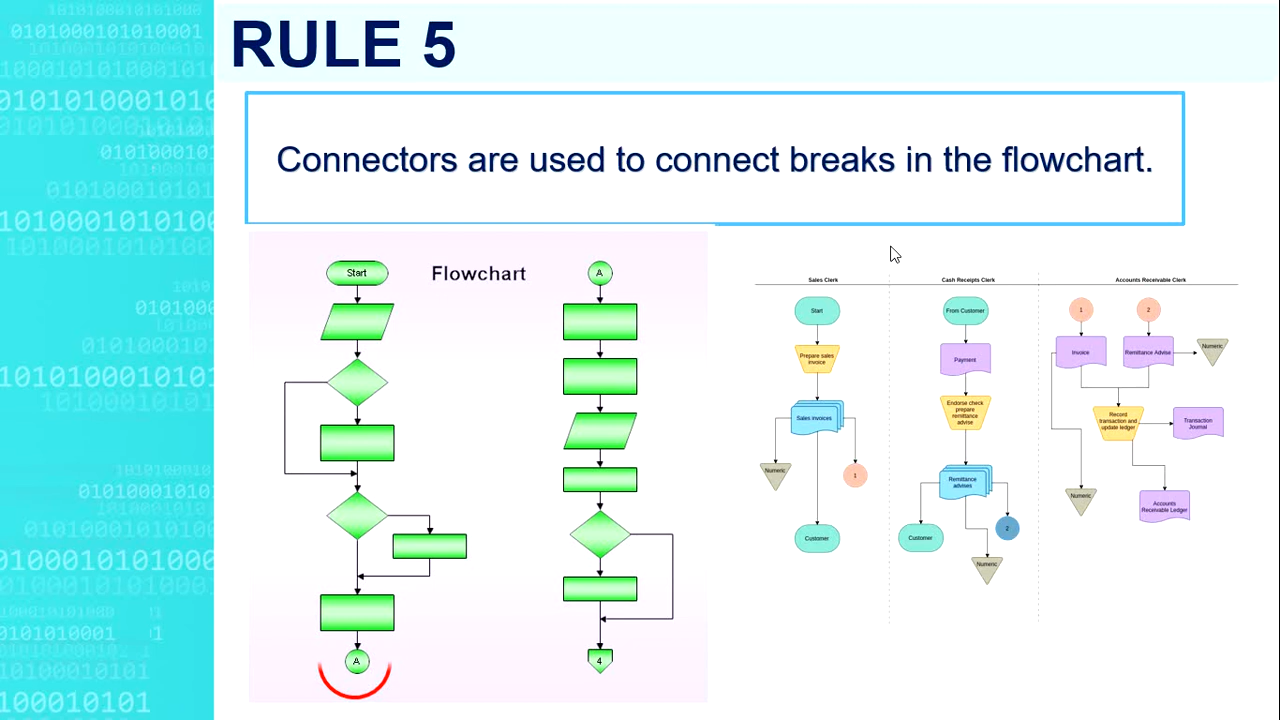 RULE 5
Connectors are used to connect breaks in the flowchart.
Flowchart
Start
A
A
4
Sales Clerk
Start
Prepare sales
invoice
Sales invoices
Numeric
1
Customer
Cash Receipts Clerk
From Customer
Payment
Endorse check
prepare
remittance
advise
Remittance
advises
Customer
2
Numeric
Accounts Receivable Clerk
1
2
Invoice
Remittance Advise
Numeric
Record
transaction and
update ledger
Transaction
Journal
Numeric
Accounts
Receivable Ledger